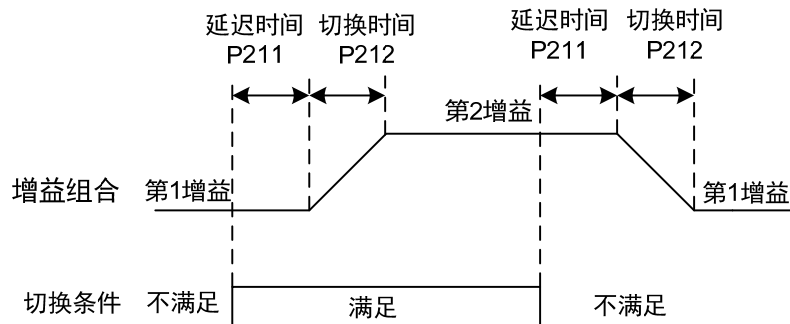 延迟时间 切换时间 延迟时间 切换时间
P211 P212 P211 P212
第2增益
增益组合 第1增益 第1增益
切换条件 不满足 满足 不满足